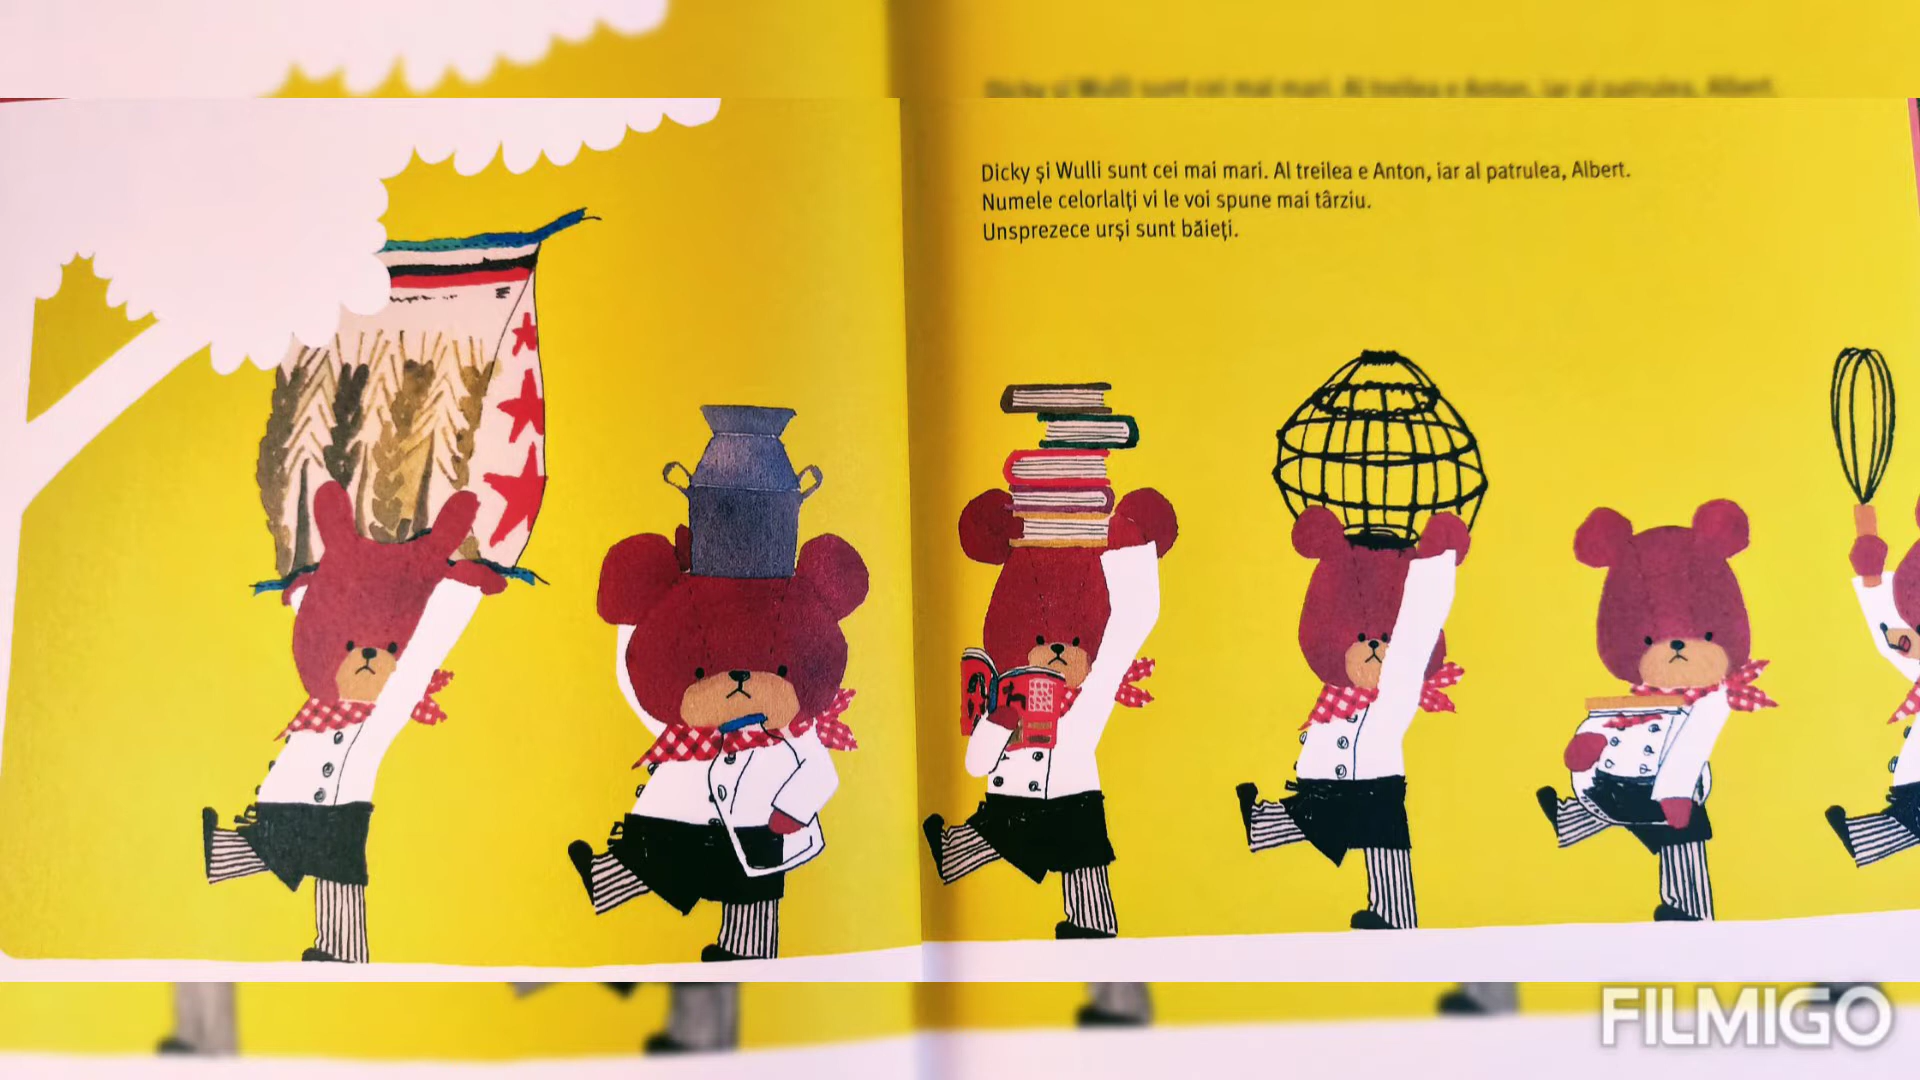 Dicky și Wulli sunt cei mai mari. Al treilea e Anton, iar al patrulea, Albert.
Numele celorlalți vi le voi spune mai târziu.
Unsprezece urși sunt băieți.
FILMIGO